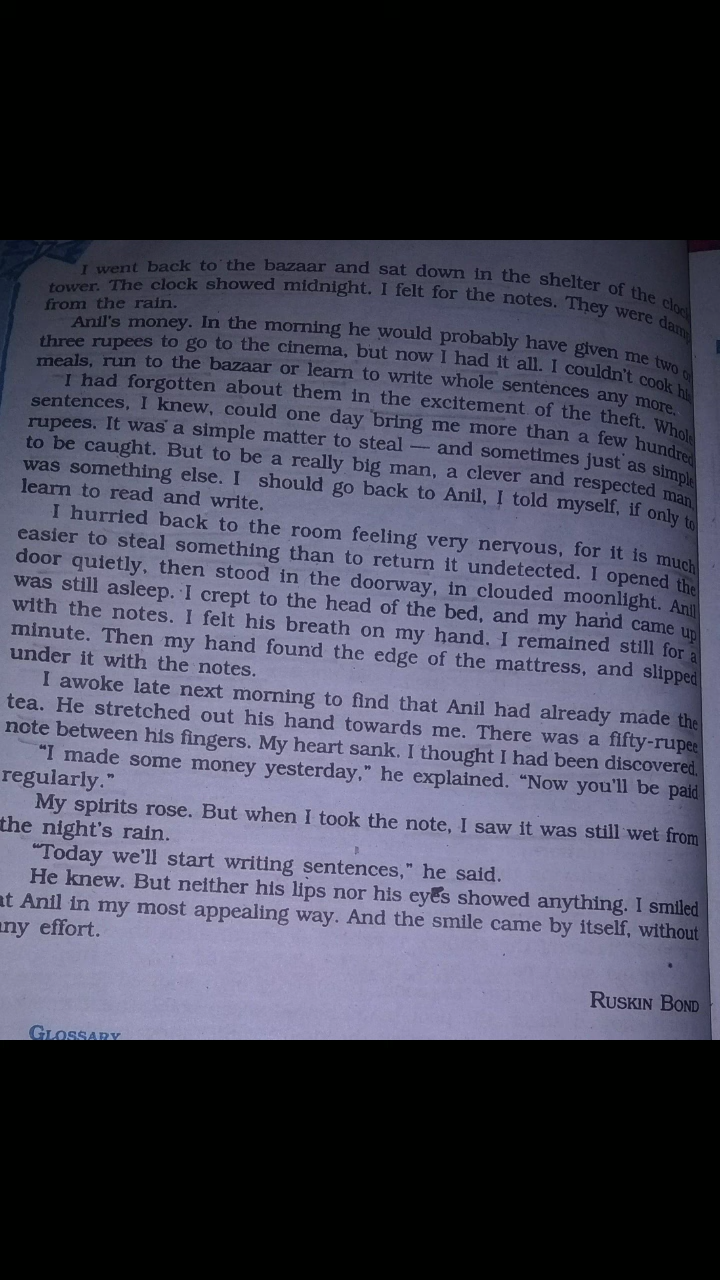 I went back to the bazaar and sat down in the shelter of the clock
tower. The clock showed midnight. I felt for the notes. They were damp
from the rain.
Anil's money. In the morning he would probably have given me two or
three rupees to go to the cinema, but now I had it all. I couldn't cook his
meals, run to the bazaar or learn to write whole sentences any more.
I had forgotten about them in the excitement of the theft. Whole
sentences, I knew, could one day bring me more than a few hundred
rupees. It was a simple matter to steal — and sometimes just as simple
to be caught. But to be a really big man, a clever and respected man,
was something else. I should go back to Anil, I told myself, if only to
learn to read and write.
I hurried back to the room feeling very nervous, for it is much
easier to steal something than to return it undetected. I opened the
door quietly, then stood in the doorway, in clouded moonlight. Anil
was still asleep. I crept to the head of the bed, and my hand came up
with the notes. I felt his breath on my hand. I remained still for a
minute. Then my hand found the edge of the mattress, and slipped
under it with the notes.
I awoke late next morning to find that Anil had already made the
tea. He stretched out his hand towards me. There was a fifty-rupee
note between his fingers. My heart sank. I thought I had been discovered.
“I made some money yesterday,” he explained. “Now you'll be paid
regularly.”
My spirits rose. But when I took the note, I saw it was still wet from
the night's rain.
“Today we'll start writing sentences,” he said.
He knew. But neither his lips nor his eyes showed anything. I smiled
at Anil in my most appealing way. And the smile came by itself, without
any effort.
RUSKIN BOND
GLOSSARY